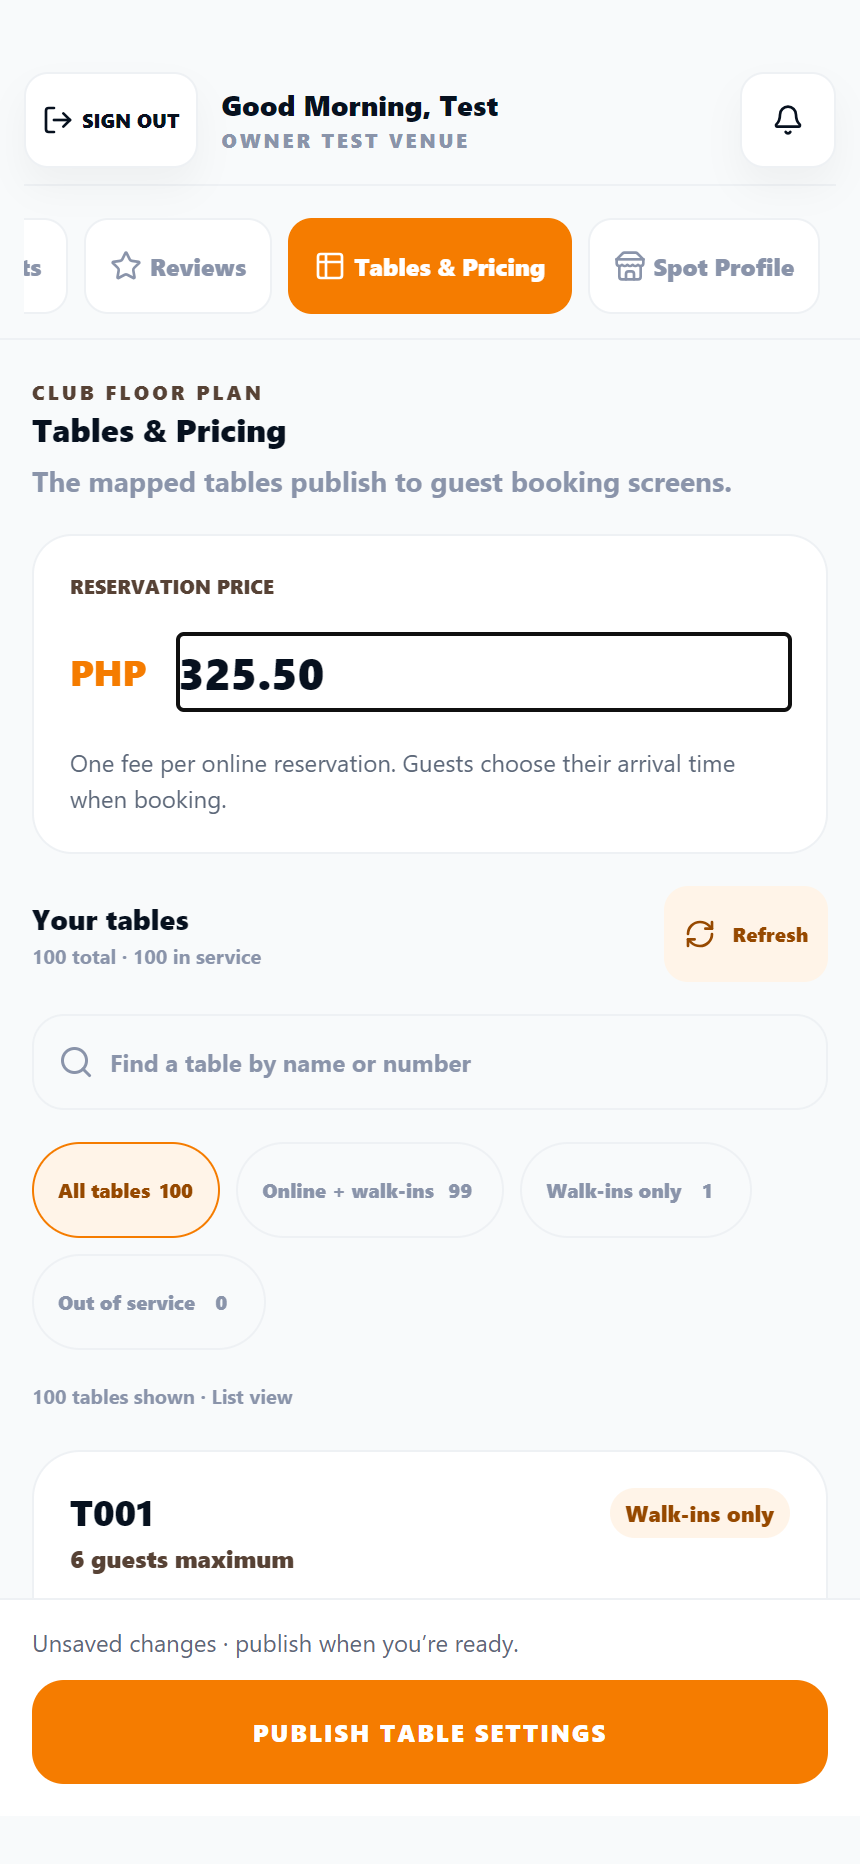 SIGN OUT
Good Morning, Test
OWNER TEST VENUE
ts
Reviews
Tables & Pricing
Spot Profile
CLUB FLOOR PLAN
Tables & Pricing
The mapped tables publish to guest booking screens.
RESERVATION PRICE
PHP 325.50
One fee per online reservation. Guests choose their arrival time
when booking.
Your tables
100 total · 100 in service
Refresh
Find a table by name or number
All tables 100
Online + walk-ins 99
Walk-ins only 1
Out of service 0
100 tables shown · List view
T001
Walk-ins only
6 guests maximum
Unsaved changes · publish when you’re ready.
PUBLISH TABLE SETTINGS